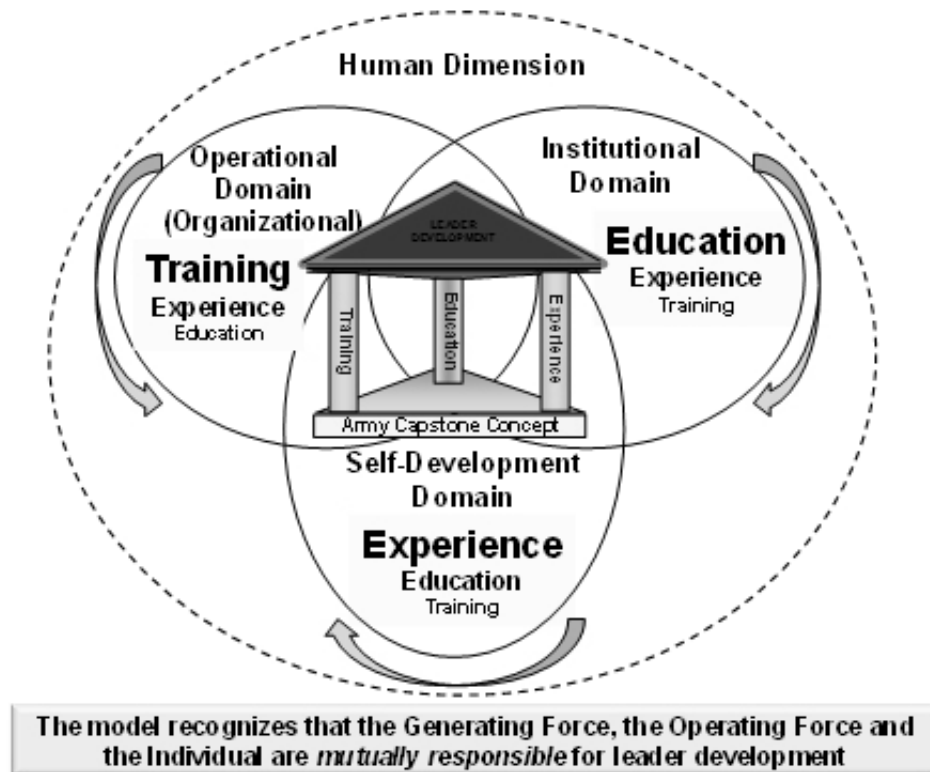 Human Dimension
Operational
Domain
(Organizational)
Training
Experience
Education
Institutional
Domain
Education
Experience
Training
LEADER
DEVELOPMENT
Training
Education
Experience
Army Capstone Concept
Self-Development
Domain
Experience
Education
Training
The model recognizes that the Generating Force, the Operating Force and
the Individual are mutually responsible for leader development